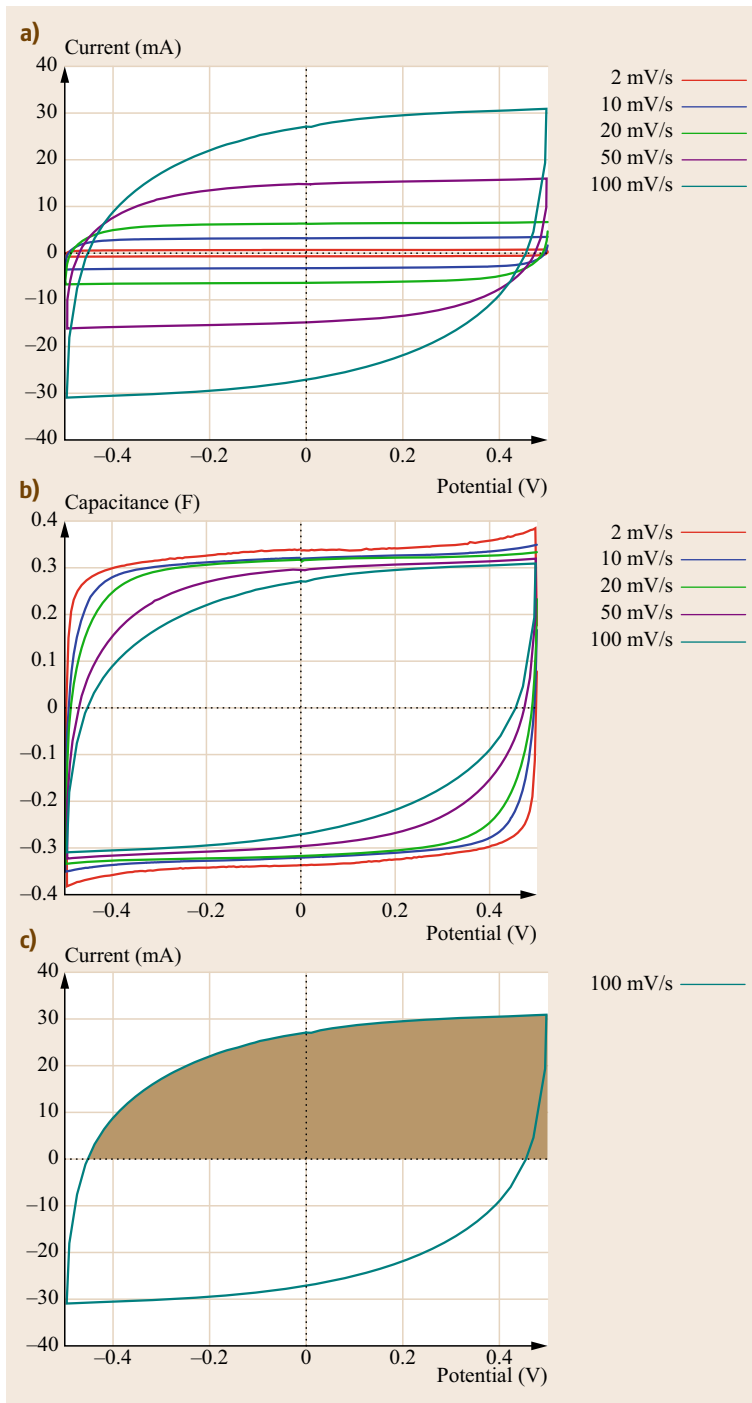 a)
Current (mA)
40
30
20
10
0
−10
−20
−30
−40
−0.4
−0.2
0
0.2
0.4
Potential (V)
2 mV/s
10 mV/s
20 mV/s
50 mV/s
100 mV/s
b)
Capacitance (F)
0.4
0.3
0.2
0.1
0
−0.1
−0.2
−0.3
−0.4
−0.4
−0.2
0
0.2
0.4
Potential (V)
2 mV/s
10 mV/s
20 mV/s
50 mV/s
100 mV/s
c)
Current (mA)
40
30
20
10
0
−10
−20
−30
−40
−0.4
−0.2
0
0.2
0.4
Potential (V)
100 mV/s